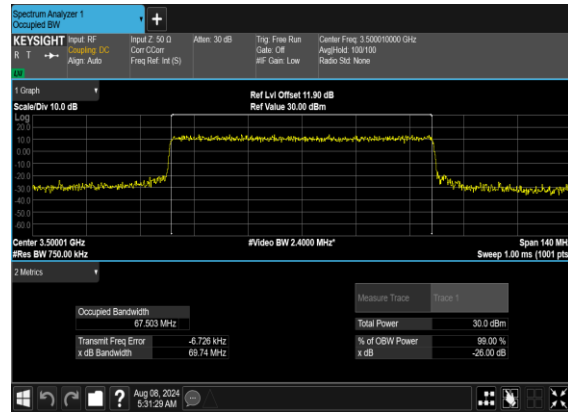 Spectrum Analyzer 1
Occupied BW
+
KEYSIGHT
R T
Input: RF
Coupling: DC
Align: Auto
Input Z: 50 Ω
Corr CCorr
Freq Ref: Int (S)
Atten: 30 dB
Trig: Free Run
Gate: Off
#IF Gain: Low
Center Freq: 3.500010000 GHz
Avg|Hold: 100/100
Radio Std: None
1 Graph
Scale/Div 10.0 dB
Ref Lvl Offset 11.90 dB
Ref Value 30.00 dBm
Log
20.0
10.0
0.00
-10.0
-20.0
-30.0
-40.0
-50.0
-60.0
Center 3.50001 GHz
#Res BW 750.00 kHz
#Video BW 2.4000 MHz*
Span 140 MH
Sweep 1.00 ms (1001 pts
2 Metrics
Measure Trace
Trace 1
Occupied Bandwidth
67.503 MHz
Total Power
30.0 dBm
Transmit Freq Error
-6.726 kHz
% of OBW Power
99.00 %
x dB Bandwidth
69.74 MHz
x dB
-26.00 dB
?
Aug 08, 2024
5:31:29 AM